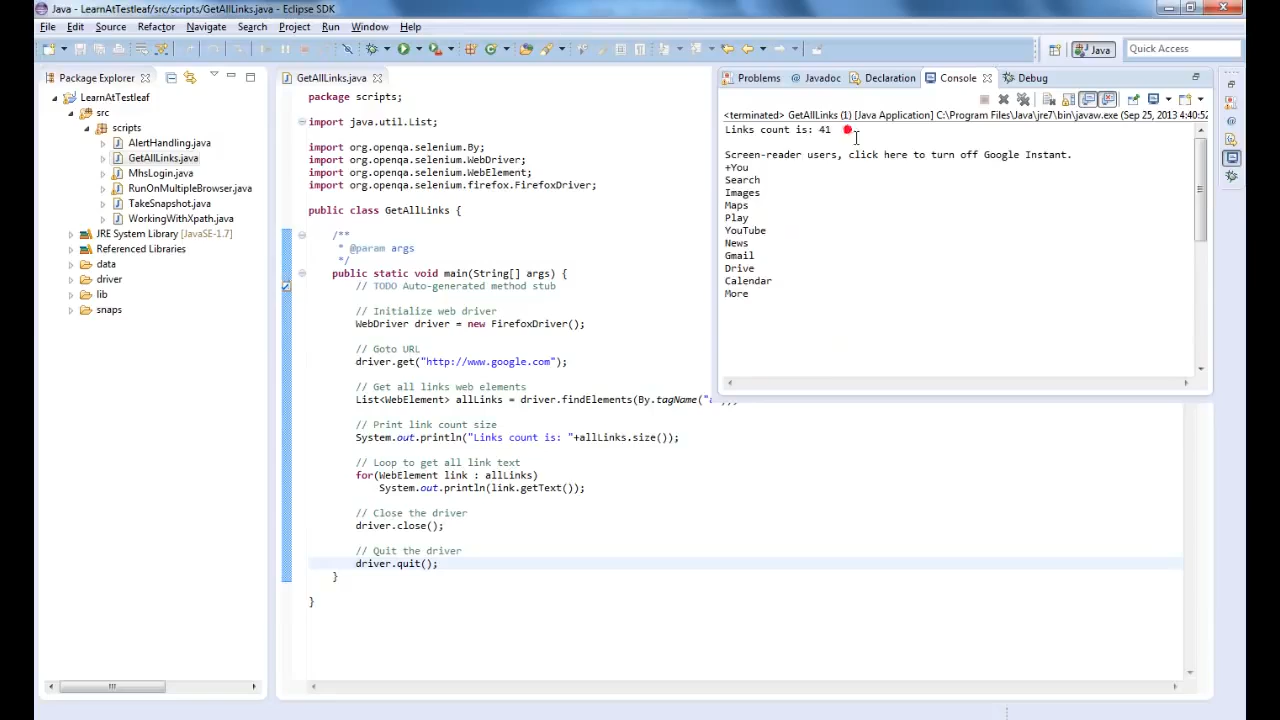 Java - LearnAtTestleaf/src/scripts/GetAllLinks.java - Eclipse SDK
File Edit Source Refactor Navigate Search Project Run Window Help
Java
Quick Access
Package Explorer
LearnAtTestleaf
src
scripts
AlertHandling.java
GetAllLinks.java
MhsLogin.java
RunOnMultipleBrowser.java
TakeSnapshot.java
WorkingWithXpath.java
JRE System Library [JavaSE-1.7]
Referenced Libraries
data
driver
lib
snaps
GetAllLinks.java
package scripts;
import java.util.List;
import org.openqa.selenium.By;
import org.openqa.selenium.WebDriver;
import org.openqa.selenium.WebElement;
import org.openqa.selenium.firefox.FirefoxDriver;
public class GetAllLinks {
/**
* @param args
*/
public static void main(String[] args) {
// TODO Auto-generated method stub
// Initialize web driver
WebDriver driver = new FirefoxDriver();
// Goto URL
driver.get("http://www.google.com");
// Get all links web elements
List<WebElement> allLinks = driver.findElements(By.tagName(
// Print link count size
System.out.println("Links count is: "+allLinks.size());
// Loop to get all link text
for(WebElement link : allLinks)
System.out.println(link.getText());
// Close the driver
driver.close();
// Quit the driver
driver.quit();
}
}
Problems Javadoc Declaration Console Debug
<terminated> GetAllLinks (1) [Java Application] C:\Program Files\Java\jre7\bin\javaw.exe (Sep 25, 2013 4:40:52
Links count is: 41
Screen-reader users, click here to turn off Google Instant.
+You
Search
Images
Maps
Play
YouTube
News
Gmail
Drive
Calendar
More